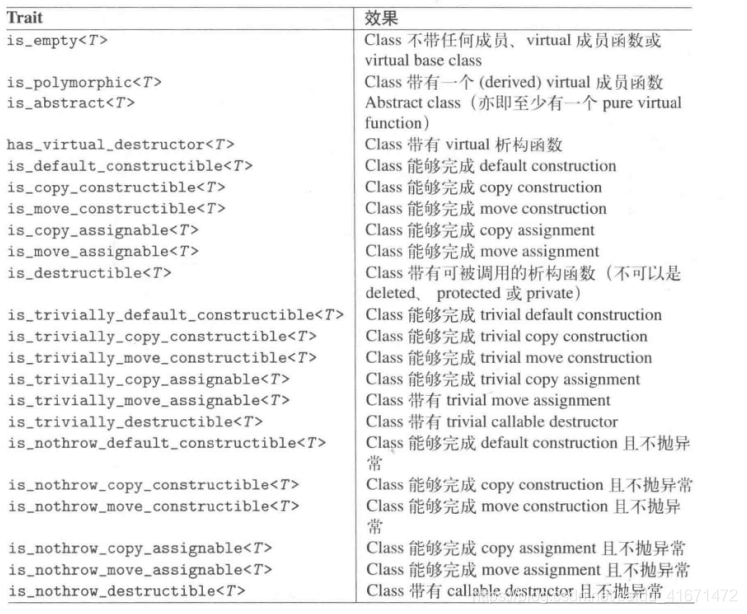 Trait 效果
is_empty<T> Class 不带任何成员、virtual 成员函数或
virtual base class
is_polymorphic<T> Class 带有一个 (derived) virtual 成员函数
is_abstract<T> Abstract class（亦即至少有一个 pure virtual
function）
has_virtual_destructor<T> Class 带有 virtual 析构函数
is_default_constructible<T> Class 能够完成 default construction
is_copy_constructible<T> Class 能够完成 copy construction
is_move_constructible<T> Class 能够完成 move construction
is_copy_assignable<T> Class 能够完成 copy assignment
is_move_assignable<T> Class 能够完成 move assignment
is_destructible<T> Class 带有可被调用的析构函数（不可以是
deleted、 protected 或 private）
is_trivially_default_constructible<T> Class 能够完成 trivial default construction
is_trivially_copy_constructible<T> Class 能够完成 trivial copy construction
is_trivially_move_constructible<T> Class 能够完成 trivial move construction
is_trivially_copy_assignable<T> Class 能够完成 trivial copy assignment
is_trivially_move_assignable<T> Class 带有 trivial move assignment
is_trivially_destructible<T> Class 带有 trivial callable destructor
is_nothrow_default_constructible<T> Class 能够完成 default construction 且不抛异
常
is_nothrow_copy_constructible<T> Class 能够完成 copy construction 且不抛异常
is_nothrow_move_constructible<T> Class 能够完成 move construction 且不抛异
常
is_nothrow_copy_assignable<T> Class 能够完成 copy assignment 且不抛异常
is_nothrow_move_assignable<T> Class 能够完成 move assignment 且不抛异常
is_nothrow_destructible<T> Class 带有 callable destructor 且不抛异常